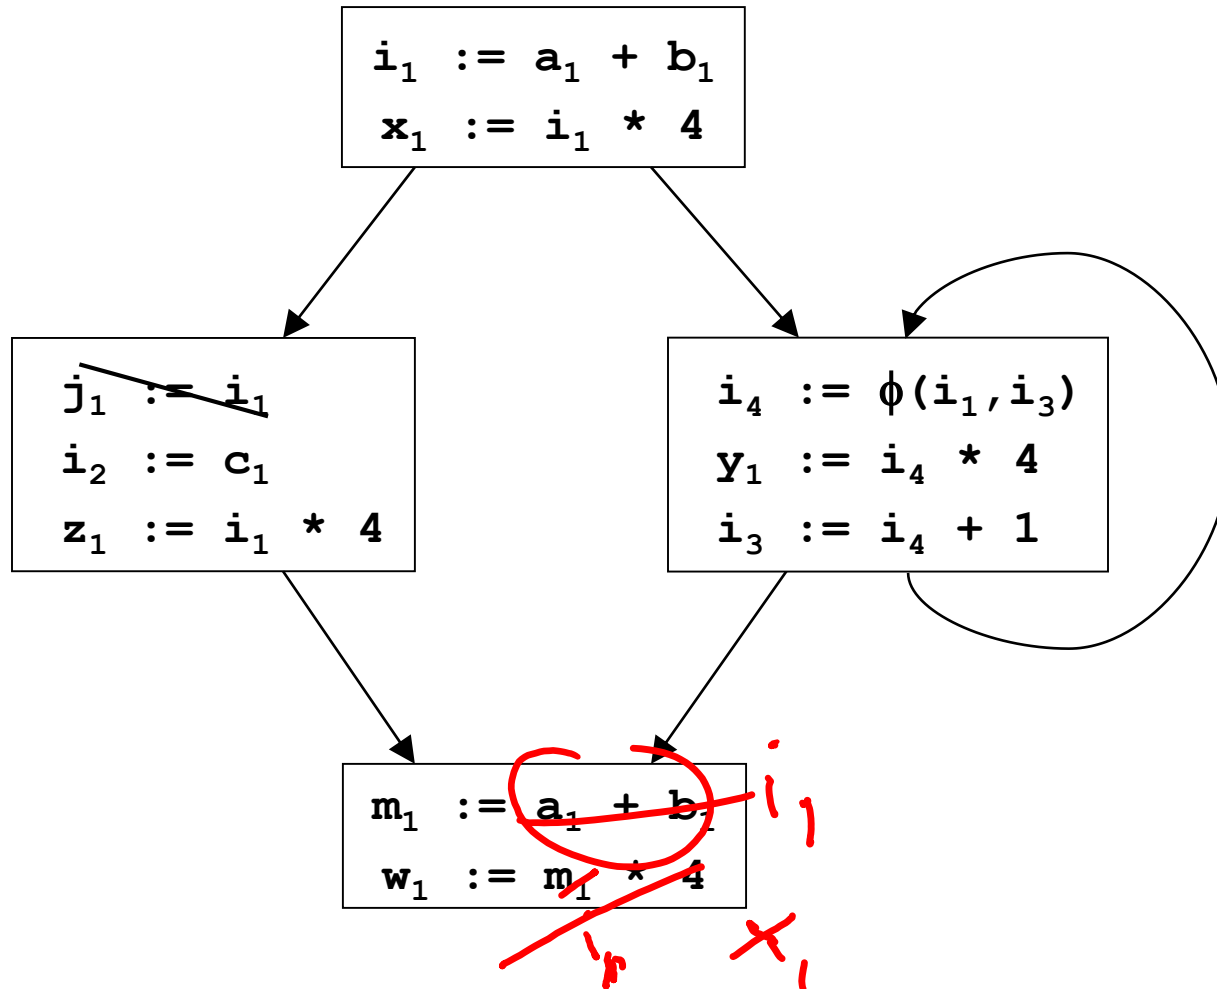 i₁ := a₁ + b₁
x₁ := i₁ * 4
j₁ := i₁
i₂ := c₁
z₁ := i₁ * 4
i₄ := ϕ(i₁,i₃)
y₁ := i₄ * 4
i₃ := i₄ + 1
m₁ := a₁ + b₁ i₁
w₁ := m₁ * 4
x₁